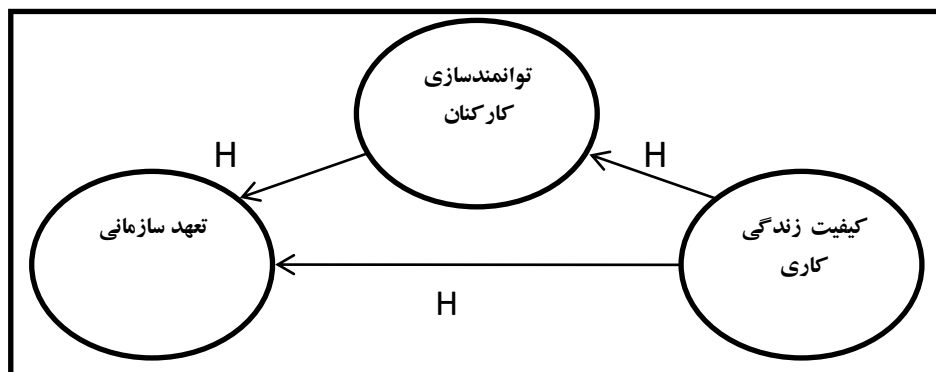 توانمندسازی
کارکنان
H
H
کیفیت زندگی
کاری
تعهد سازمانی
H